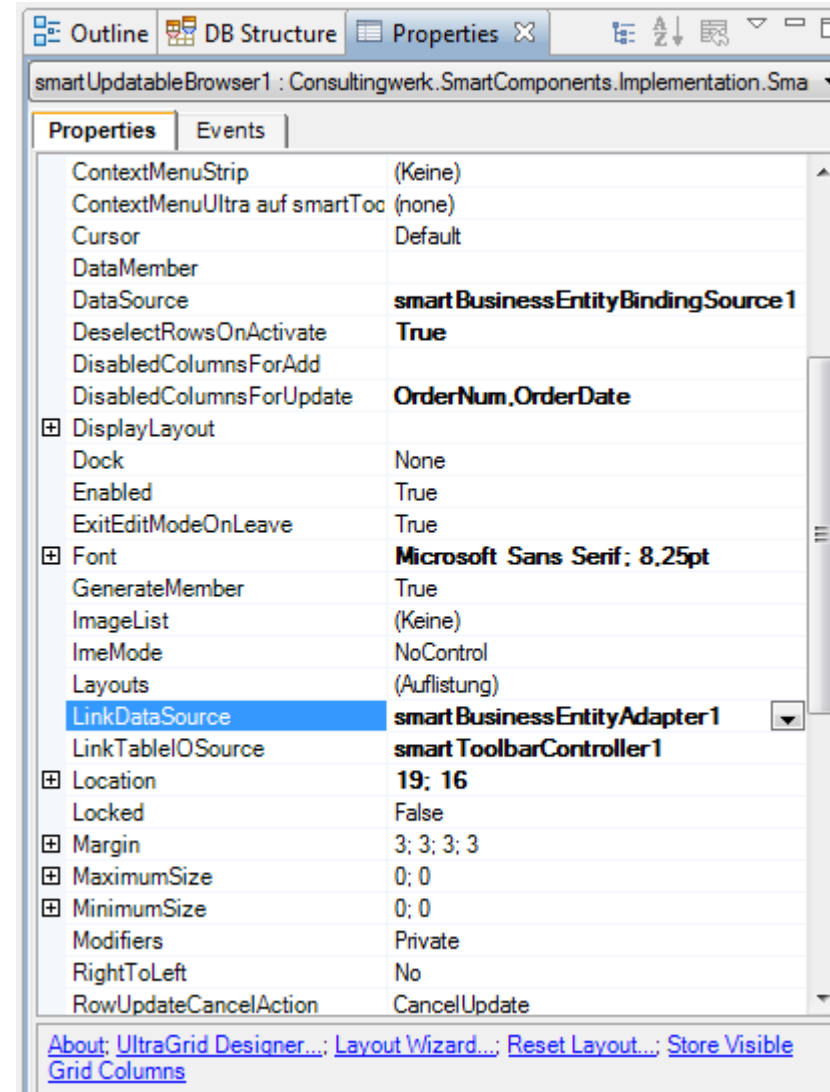 Outline DB Structure Properties
smartUpdatableBrowser1 : Consultingwerk.SmartComponents.Implementation.Sma
Properties Events
ContextMenuStrip (Keine)
ContextMenuUltra auf smartToo (none)
Cursor Default
DataMember
DataSource smartBusinessEntityBindingSource1
DeselectRowsOnActivate True
DisabledColumnsForAdd
DisabledColumnsForUpdate OrderNum,OrderDate
DisplayLayout
Dock None
Enabled True
ExitEditModeOnLeave True
Font Microsoft Sans Serif; 8,25pt
GenerateMember True
ImageList (Keine)
ImeMode NoControl
Layouts (Auflistung)
LinkDataSource smartBusinessEntityAdapter1
LinkTableIOSource smartToolbarController1
Location 19; 16
Locked False
Margin 3; 3; 3; 3
MaximumSize 0; 0
MinimumSize 0; 0
Modifiers Private
RightToLeft No
RowUpdateCancelAction CancelUpdate
About; UltraGrid Designer...; Layout Wizard...; Reset Layout...; Store Visible
Grid Columns